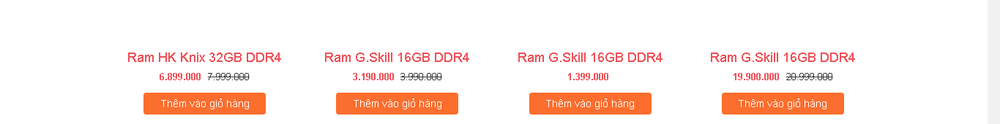 Ram HK Knix 32GB DDR4
6.899.000 7.999.000
Thêm vào giỏ hàng
Ram G.Skill 16GB DDR4
3.190.000 3.990.000
Thêm vào giỏ hàng
Ram G.Skill 16GB DDR4
1.399.000
Thêm vào giỏ hàng
Ram G.Skill 16GB DDR4
19.900.000 20.999.000
Thêm vào giỏ hàng